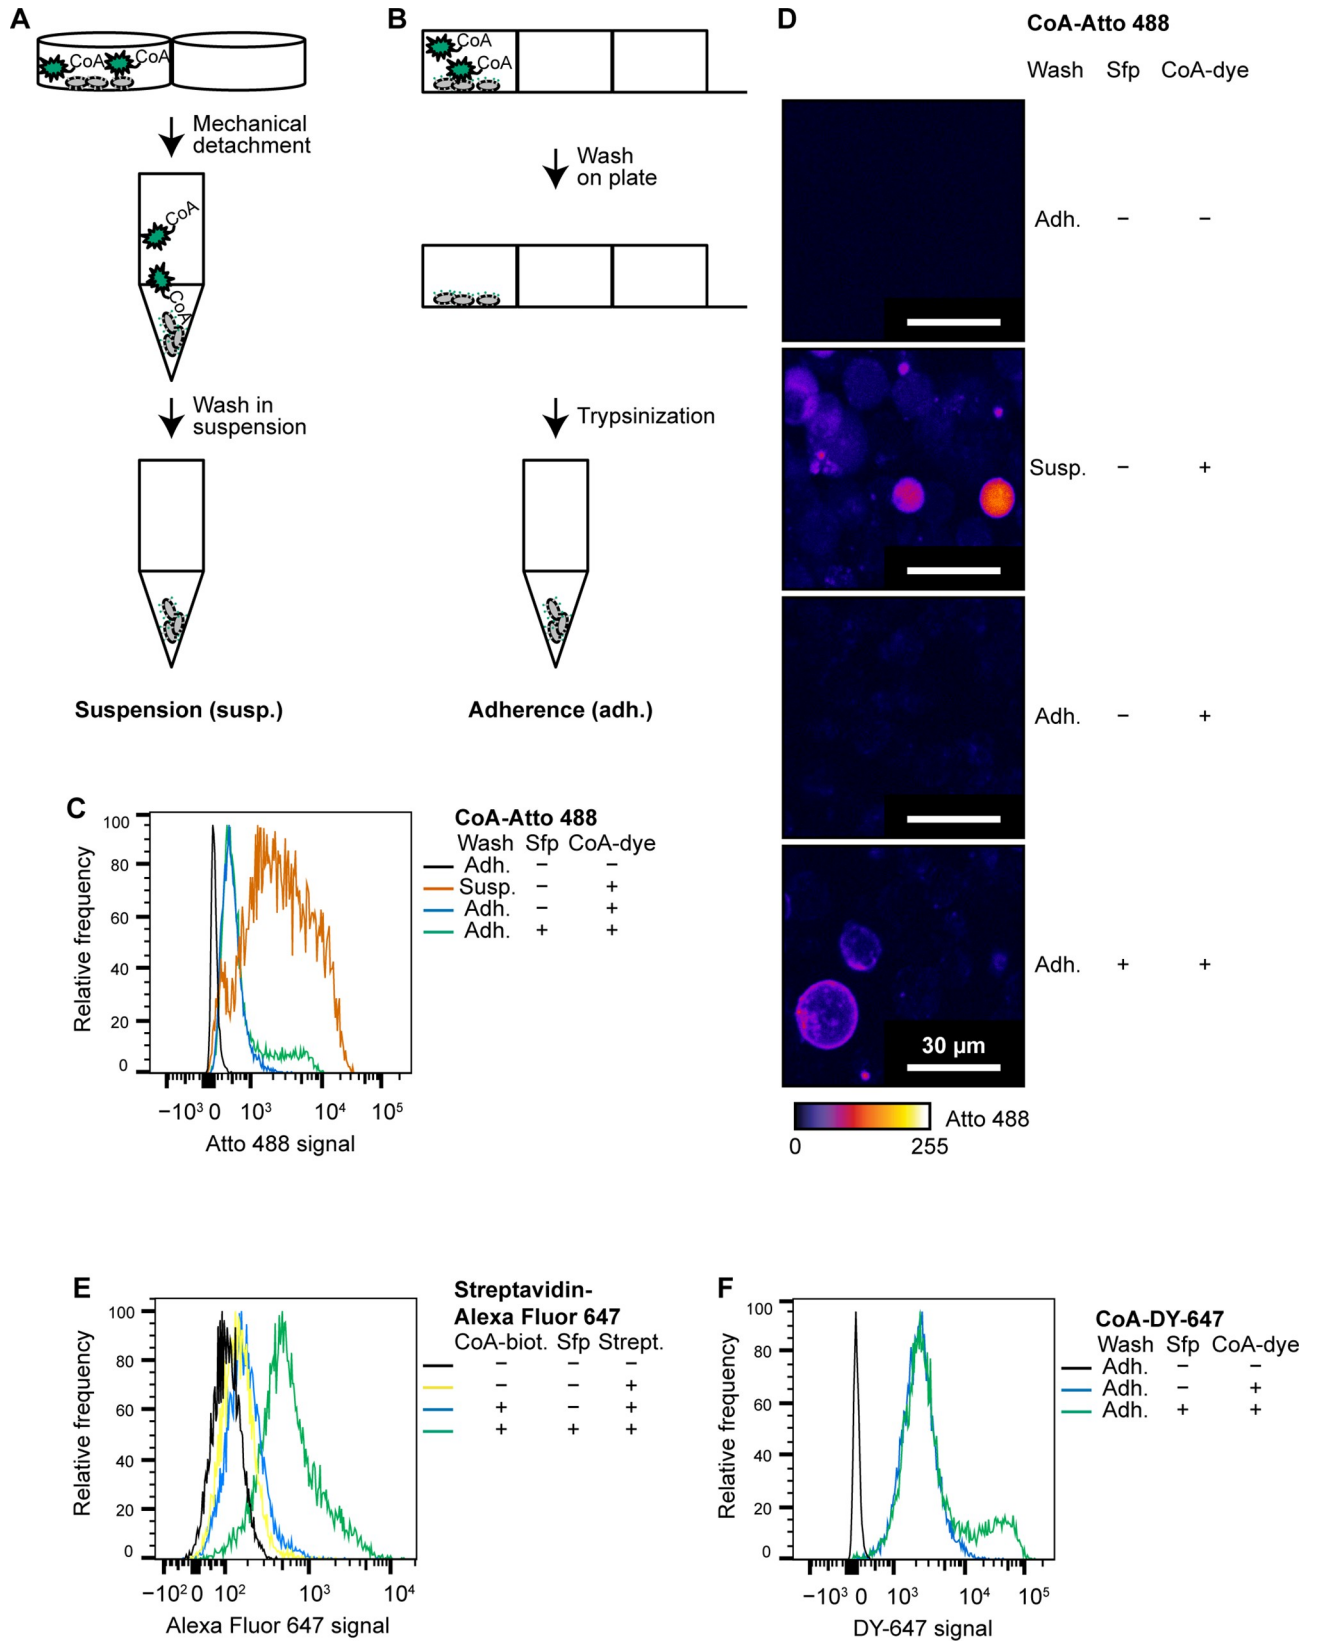 A
CoA
CoA
Mechanical
detachment
CoA
CoA
Wash in
suspension
Suspension (susp.)
B
CoA
CoA
Wash
on plate
Trypsinization
Adherence (adh.)
C
Relative frequency
100
80
60
40
20
0
−10³ 0 10³ 10⁴ 10⁵
Atto 488 signal
CoA-Atto 488
Wash Sfp CoA-dye
Adh. − −
Susp. − +
Adh. − +
Adh. + +
D
CoA-Atto 488
Wash Sfp CoA-dye
Adh. − −
Susp. − +
Adh. − +
Adh. + +
30 µm
Atto 488
0 255
E
Relative frequency
100
80
60
40
20
0
−10² 0 10² 10³ 10⁴
Alexa Fluor 647 signal
Streptavidin-
Alexa Fluor 647
CoA-biot. Sfp Strept.
− − −
− − +
+ − +
+ + +
F
Relative frequency
100
80
60
40
20
0
−10³ 0 10³ 10⁴ 10⁵
DY-647 signal
CoA-DY-647
Wash Sfp CoA-dye
Adh. − −
Adh. − +
Adh. + +